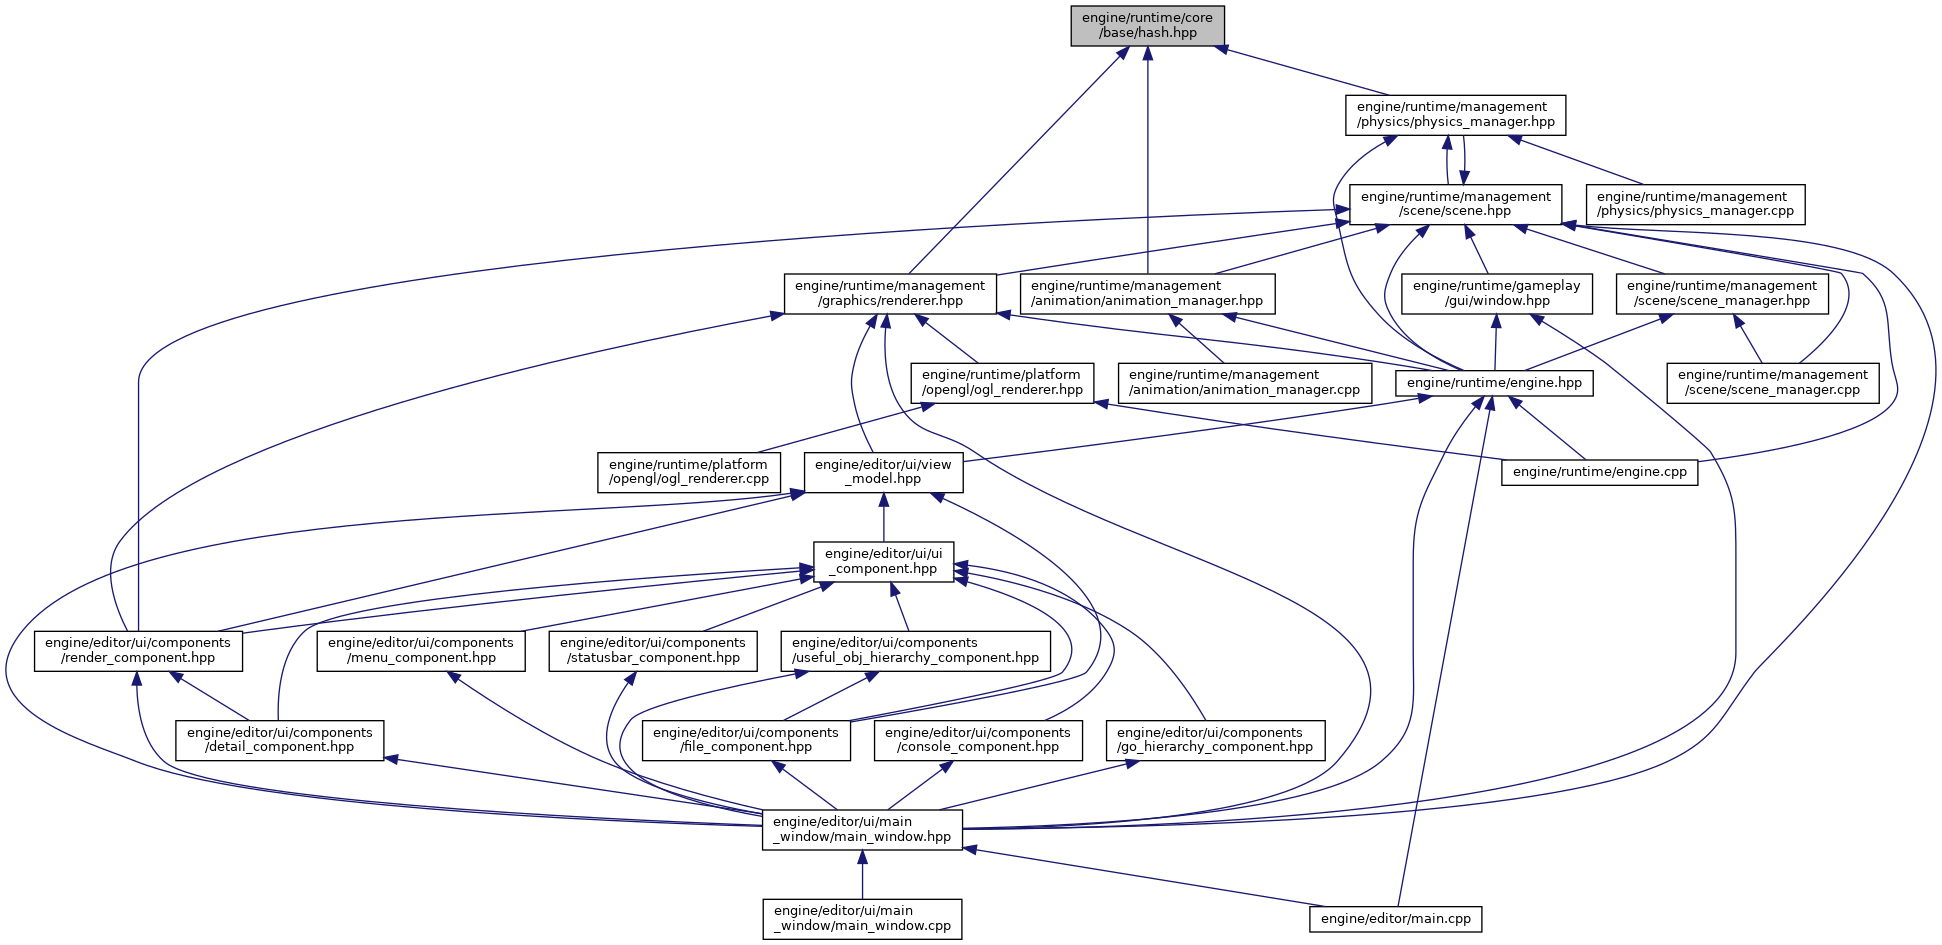 engine/runtime/core
/base/hash.hpp
engine/runtime/management
/physics/physics_manager.hpp
engine/runtime/management
/scene/scene.hpp
engine/runtime/management
/physics/physics_manager.cpp
engine/runtime/management
/graphics/renderer.hpp
engine/runtime/management
/animation/animation_manager.hpp
engine/runtime/gameplay
/gui/window.hpp
engine/runtime/management
/scene/scene_manager.hpp
engine/runtime/platform
/opengl/ogl_renderer.hpp
engine/runtime/management
/animation/animation_manager.cpp
engine/runtime/engine.hpp
engine/runtime/management
/scene/scene_manager.cpp
engine/runtime/platform
/opengl/ogl_renderer.cpp
engine/editor/ui/view
_model.hpp
engine/runtime/engine.cpp
engine/editor/ui/ui
_component.hpp
engine/editor/ui/components
/render_component.hpp
engine/editor/ui/components
/menu_component.hpp
engine/editor/ui/components
/statusbar_component.hpp
engine/editor/ui/components
/useful_obj_hierarchy_component.hpp
engine/editor/ui/components
/detail_component.hpp
engine/editor/ui/components
/file_component.hpp
engine/editor/ui/components
/console_component.hpp
engine/editor/ui/components
/go_hierarchy_component.hpp
engine/editor/ui/main
_window/main_window.hpp
engine/editor/ui/main
_window/main_window.cpp
engine/editor/main.cpp